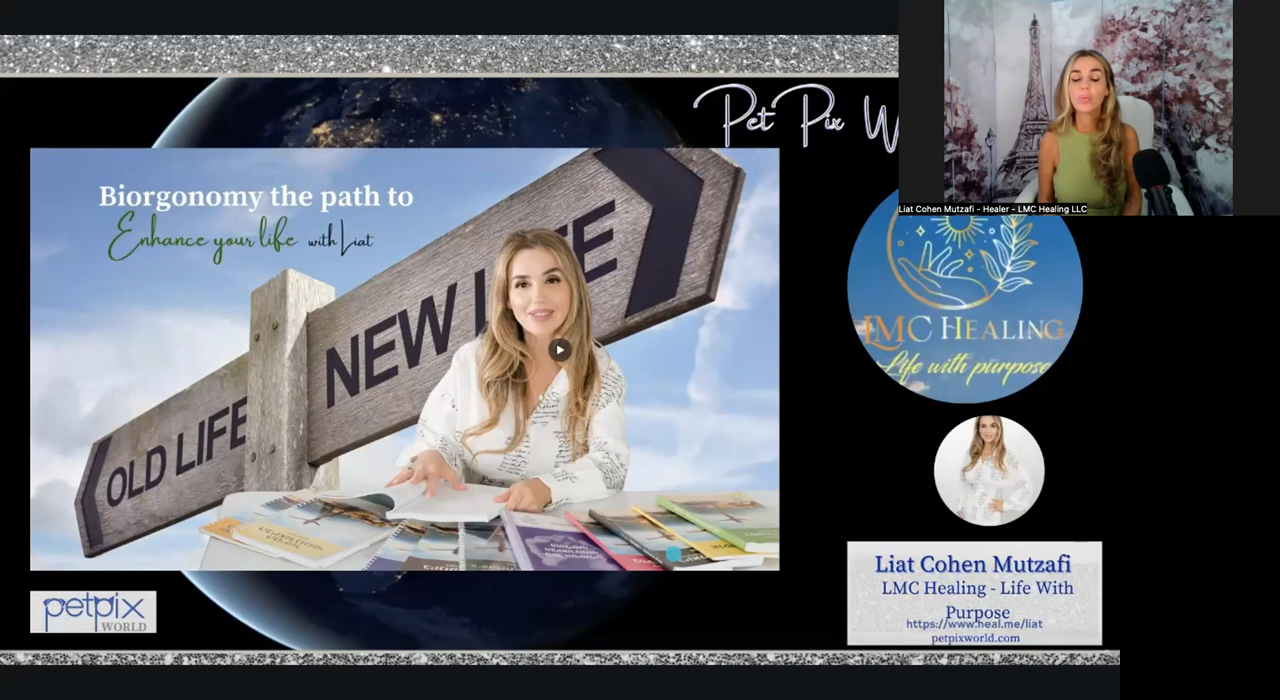 Pet Pix W
Biorgonomy the path to
Enhance your life with Liat
NEW LIFE
OLD LIFE
Liat Cohen Mutzafi - Healer - LMC Healing LLC
LMC HEALING
Life with purpose
petpix
WORLD
Liat Cohen Mutzafi
LMC Healing - Life With
Purpose
https://www.heal.me/liat
petpixworld.com